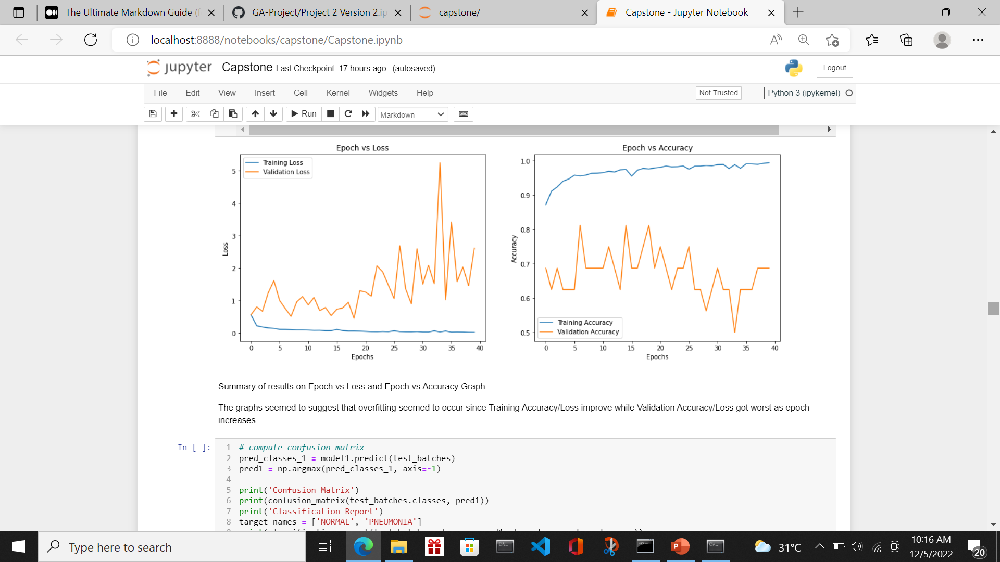 The Ultimate Markdown Guide (f
GA-Project/Project 2 Version 2.ip
capstone/
Capstone - Jupyter Notebook
localhost:8888/notebooks/capstone/Capstone.ipynb
jupyter Capstone Last Checkpoint: 17 hours ago (autosaved)
Logout
File Edit View Insert Cell Kernel Widgets Help
Not Trusted
Python 3 (ipykernel)
Run
Markdown
Epoch vs Loss
Training Loss
Validation Loss
5
4
3
2
1
0
Loss
0 5 10 15 20 25 30 35 40
Epochs
Epoch vs Accuracy
1.0
0.9
0.8
0.7
0.6
0.5
Accuracy
Training Accuracy
Validation Accuracy
0 5 10 15 20 25 30 35 40
Epochs
Summary of results on Epoch vs Loss and Epoch vs Accuracy Graph
The graphs seemed to suggest that overfitting seemed to occur since Training Accuracy/Loss improve while Validation Accuracy/Loss got worst as epoch
increases.
In [ ]:
1 # compute confusion matrix
2 pred_classes_1 = model1.predict(test_batches)
3 pred1 = np.argmax(pred_classes_1, axis=-1)
4
5 print('Confusion Matrix')
6 print(confusion_matrix(test_batches.classes, pred1))
7 print('Classification Report')
8 target_names = ['NORMAL', 'PNEUMONIA']
Type here to search
31°C
10:16 AM
12/5/2022
20